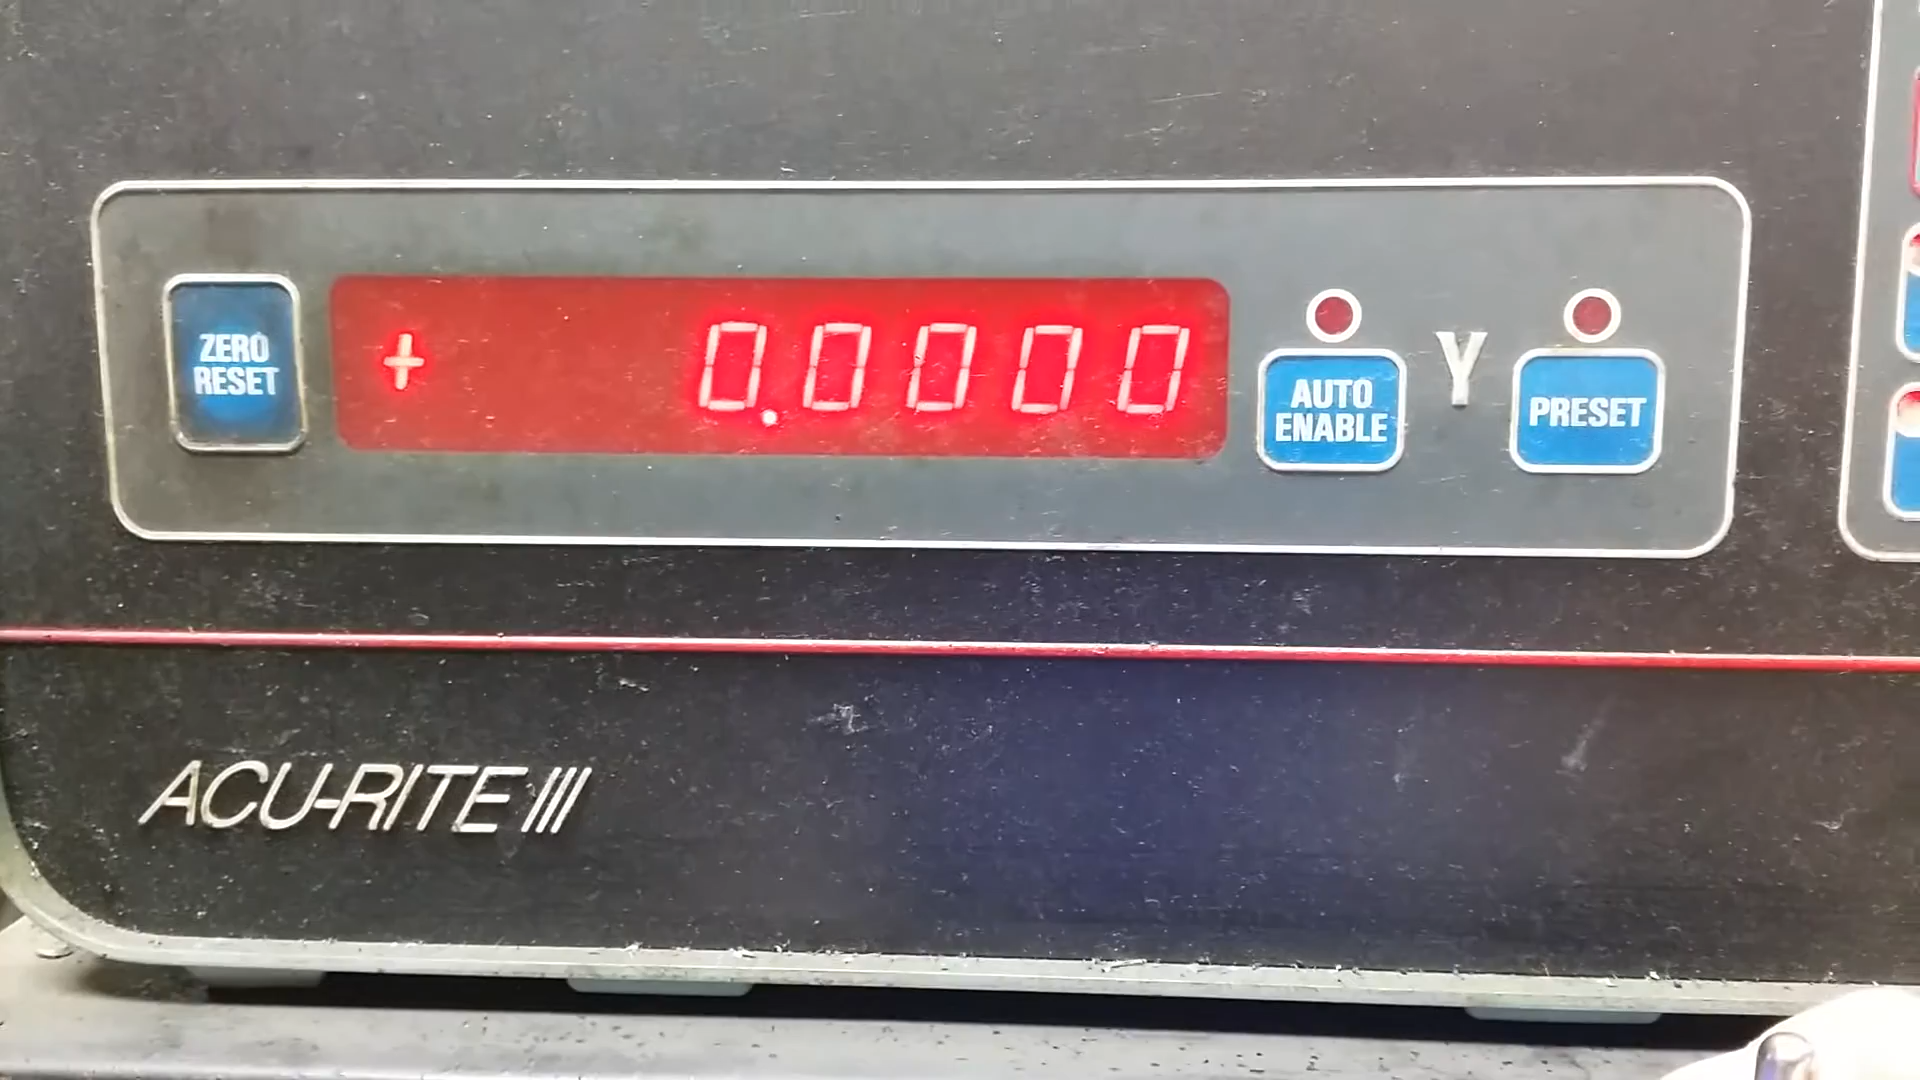 ZERO
RESET
+ 0.0000
AUTO
ENABLE
Y
PRESET
ACU-RITE III